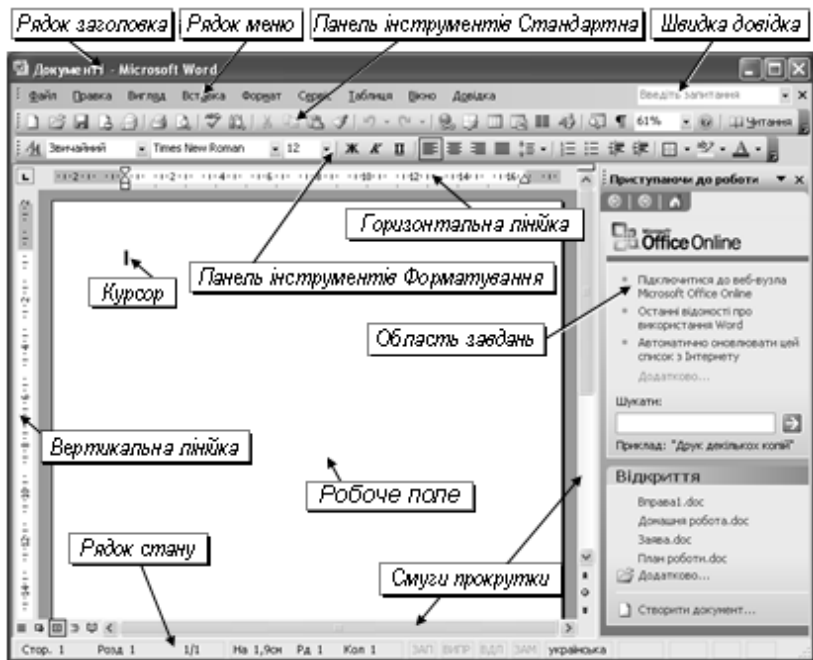 Рядок заголовка Рядок меню Панель інструментів Стандартна Швидка довідка
Документ1 - Microsoft Word
Файл Правка Вигляд Вставка Формат Сервіс Таблиця Вікно Довідка Введіть запитання
61% Читання
Звичайний Times New Roman 12 Ж К П
Приступаючи до роботи
Горизонтальна лінійка
Microsoft
Office Online
Курсор
Панель інструментів Форматування
Підключитися до веб-вузла
Microsoft Office Online
Останні відомості про
використання Word
Область завдань
Автоматично оновлювати цей
список з Інтернету
Додатково...
Шукати:
Вертикальна лінійка
Приклад: "Друк декількох копій"
Відкриття
Робоче поле
Вправа1.doc
Домашня робота.doc
Заява.doc
План роботи.doc
Додатково...
Рядок стану
Смуги прокрутки
Створити документ...
Стор. 1 Розд 1 1/1 На 1,9см Рд 1 Кол 1 ЗАП ВИПР ВДЛ ЗАМ українська